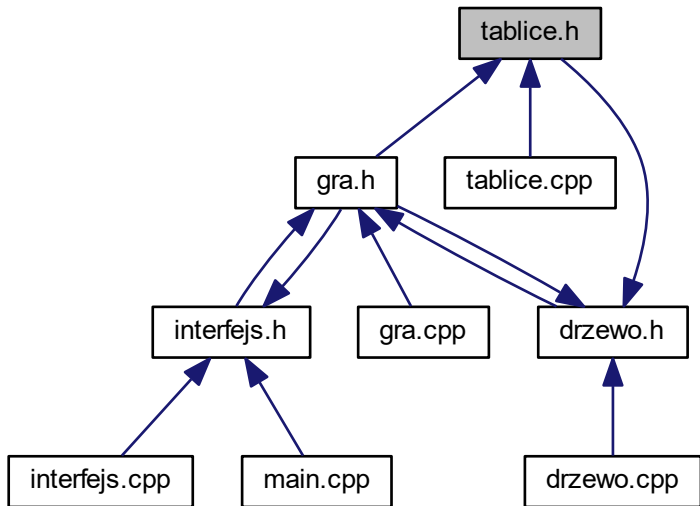 tablice.h
gra.h
tablice.cpp
interfejs.h
gra.cpp
drzewo.h
interfejs.cpp
main.cpp
drzewo.cpp